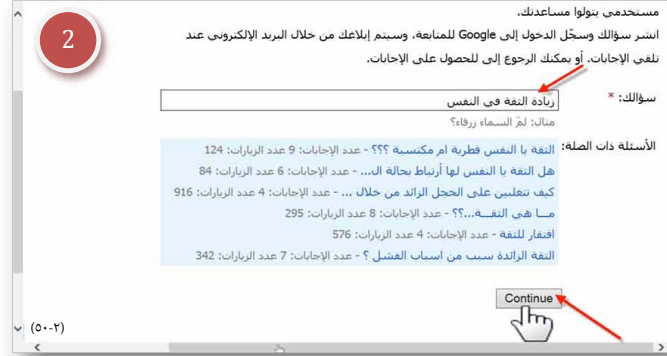 مستخدمي يتولوا مساعدتك.
انشر سؤالك وسجّل الدخول إلى Google للمتابعة، وسيتم إبلاغك من خلال البريد الإلكتروني عند
تلقي الإجابات. أو يمكنك الرجوع إلى للحصول على الإجابات.
2
سؤالك: * زيادة الثقة في النفس
مثال: لمَ السماء زرقاء؟
الأسئلة ذات الصلة: الثقة با النفس فطرية ام مكتسبة ؟؟؟ - عدد الإجابات: 9 عدد الزيارات: 124
هل الثقة با النفس لها أرتباط بحالة ال... - عدد الإجابات: 6 عدد الزيارات: 84
كيف تتغلبين على الخجل الزائد من خلال ... - عدد الإجابات: 4 عدد الزيارات: 916
مـــا هي الثقـــة...؟؟ - عدد الإجابات: 8 عدد الزيارات: 295
افتقار للثقة - عدد الإجابات: 4 عدد الزيارات: 576
الثقة الزائدة سبب من اسباب الفشل ؟ - عدد الإجابات: 7 عدد الزيارات: 342
Continue
(٢-٥٠)